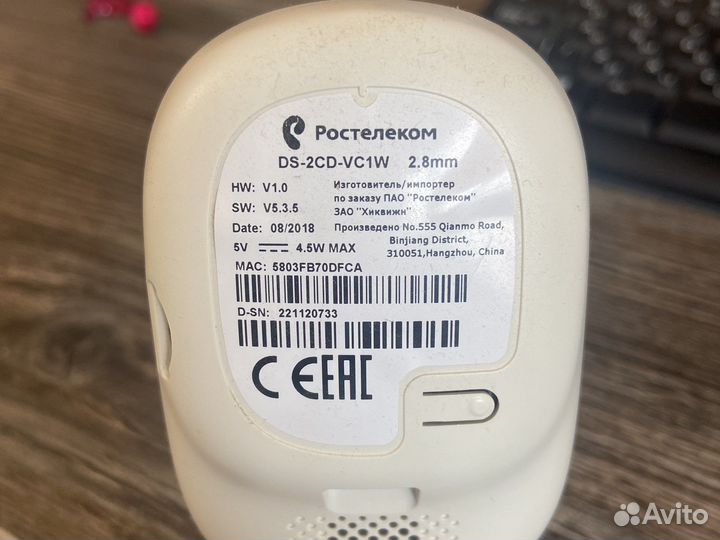 Ростелеком
DS-2CD-VC1W 2.8mm
HW: V1.0
SW: V5.3.5
Date: 08/2018
5V 4.5W MAX
Изготовитель/импортер
по заказу ПАО "Ростелеком"
ЗАО "Хиквижн"
Произведено No.555 Qianmo Road,
Binjiang District,
310051,Hangzhou, China
MAC: 5803FB70DFCA
D-SN: 221120733
CE EAC
Avito